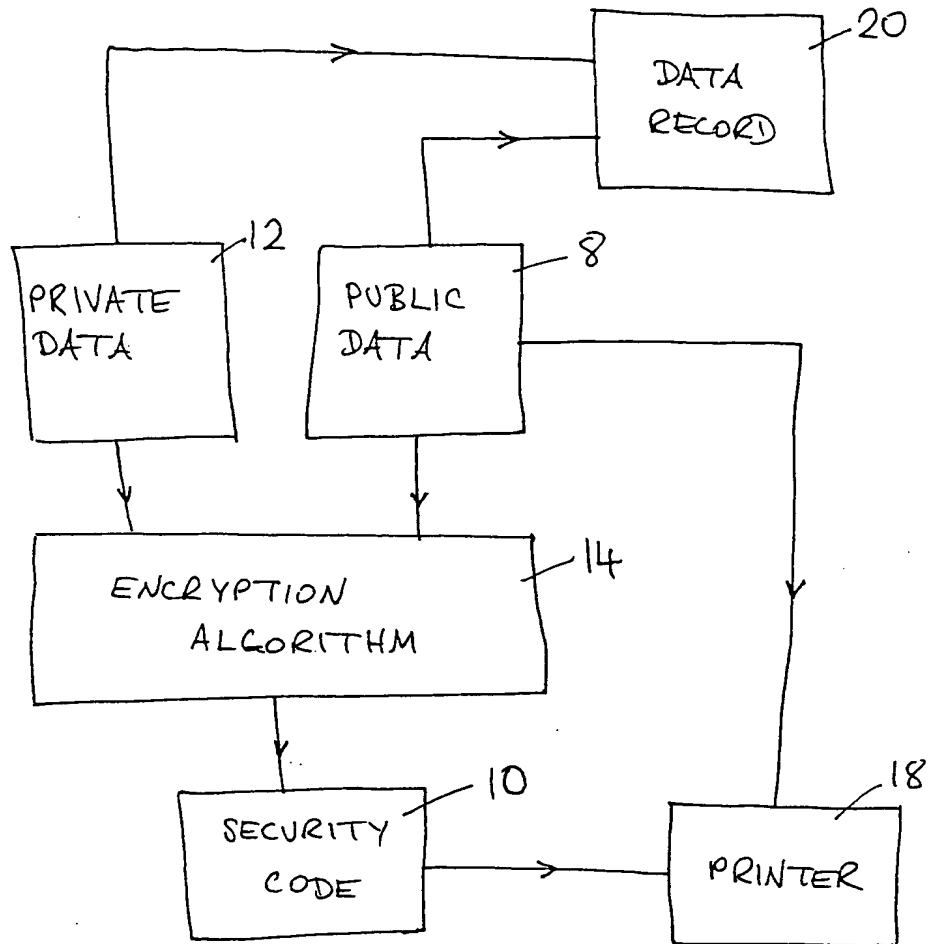 20
DATA
RECORD
12
8
PRIVATE
DATA
PUBLIC
DATA
14
ENCRYPTION
ALGORITHM
10
18
SECURITY
CODE
PRINTER